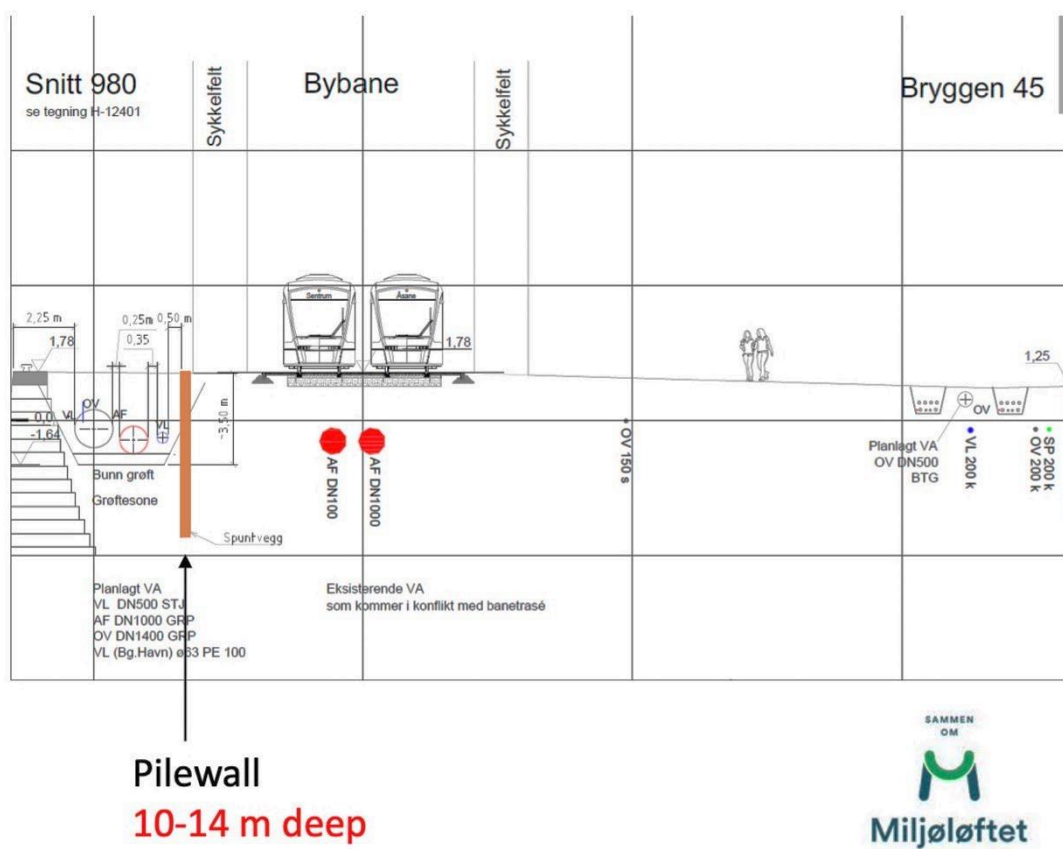 Snitt 980
se tegning H-12401
Sykkelfelt
Bybane
Sykkelfelt
Bryggen 45
Sentrum
Åsane
2,25 m
0,25m
0,50 m
0,35
1,78
1,78
1,25
OV
VL
AF
VL
0,0
-1,64
~3,50 m
Bunn grøft
Grøftesone
Spuntvegg
AF DN100
AF DN1000
OV 150 s
OV
Planlagt VA
OV DN500
BTG
VL 200 k
OV 200 k
SP 200 k
Planlagt VA
VL DN500 STJ
AF DN1000 GRP
OV DN1400 GRP
VL (Bg.Havn) ø63 PE 100
Eksisterende VA
som kommer i konflikt med banetrasé
Pilewall
10-14 m deep
SAMMEN
OM
Miljøløftet